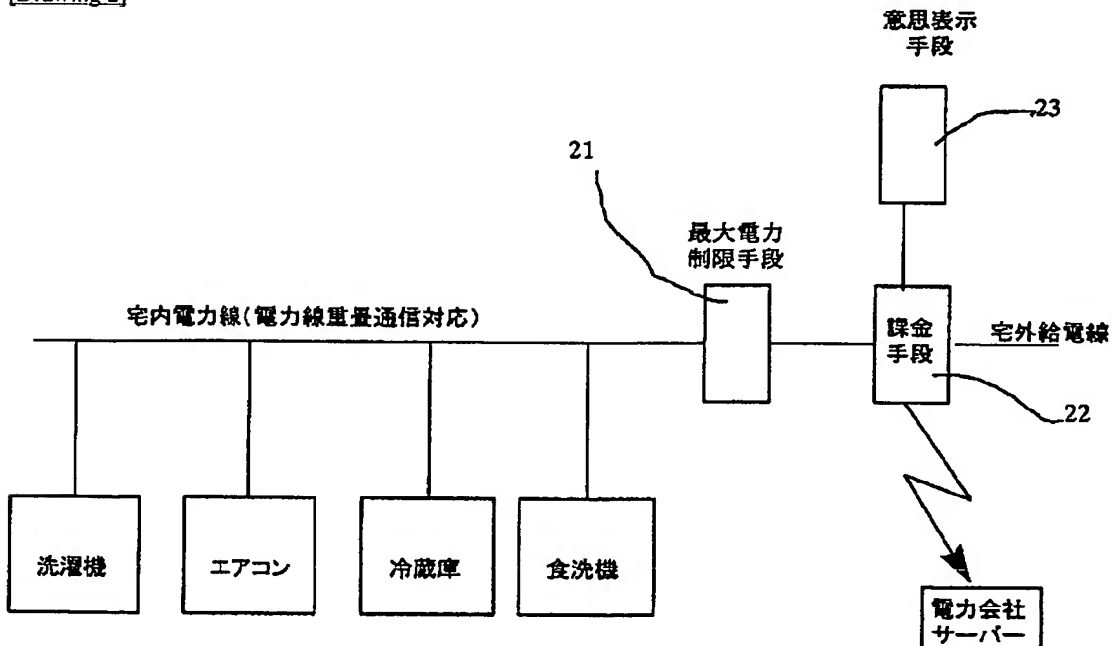 意思表示
手段
23
21
最大電力
制限手段
宅内電力線(電力線重畳通信対応)
課金
手段
宅外給電線
22
洗濯機
エアコン
冷蔵庫
食洗機
電力会社
サーバー